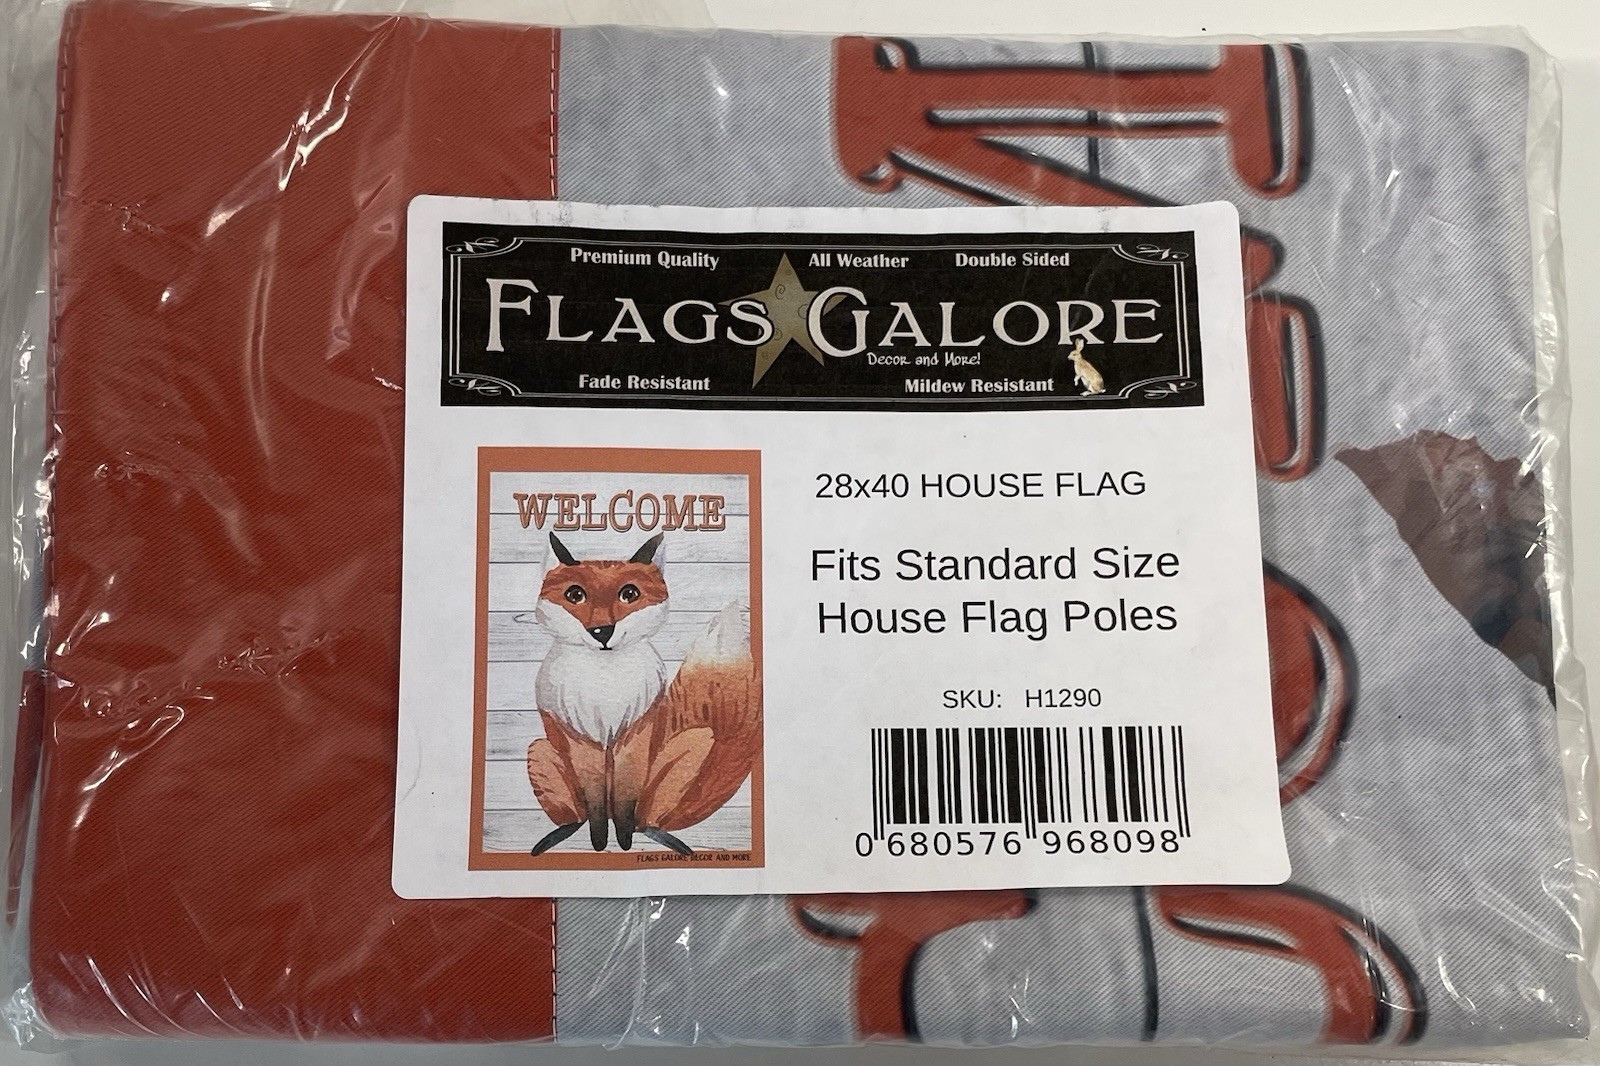 Premium Quality All Weather Double Sided
FLAGS GALORE
Decor and More!
Fade Resistant Mildew Resistant
WELCOME
FLAGS GALORE DECOR AND MORE
28x40 HOUSE FLAG
Fits Standard Size
House Flag Poles
SKU: H1290
0 680576 968098